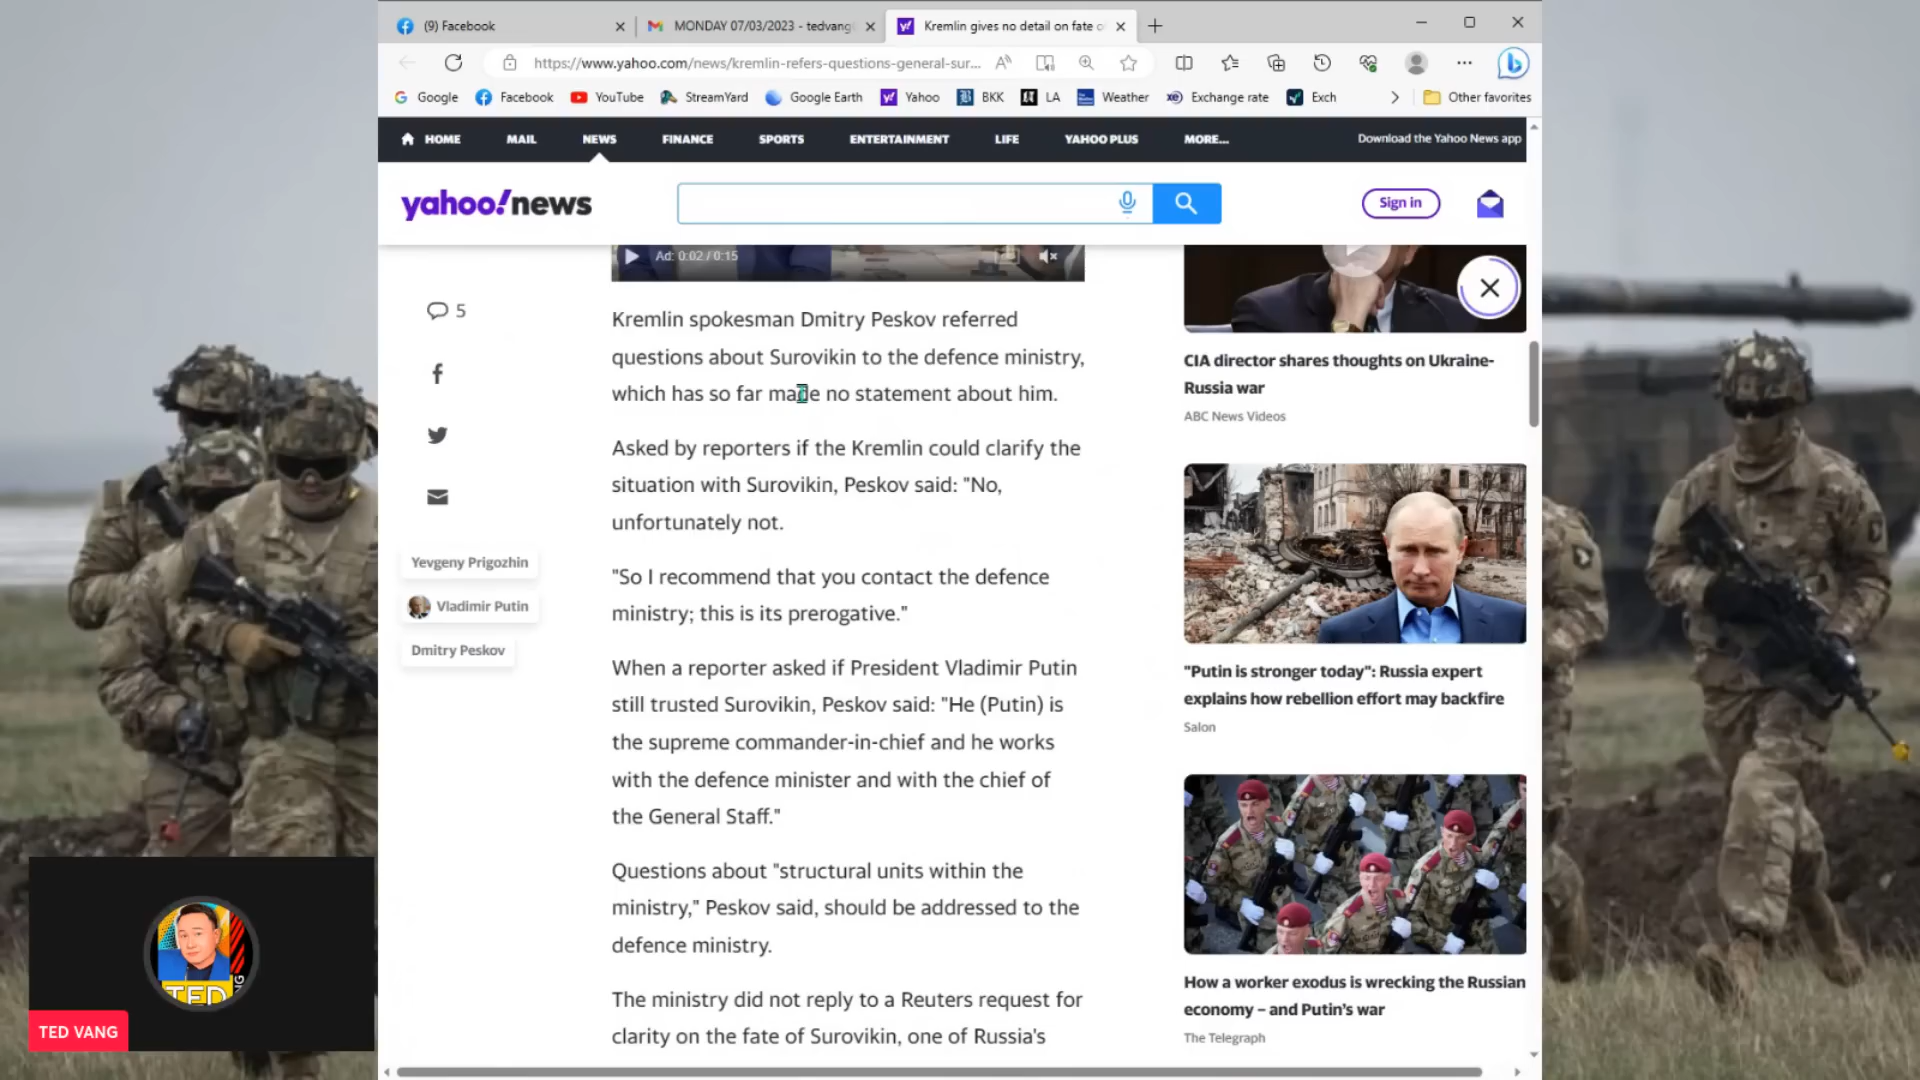 (9) Facebook
MONDAY 07/03/2023 - tedvang
Kremlin gives no detail on fate o
https://www.yahoo.com/news/kremlin-refers-questions-general-sur...
Google
Facebook
YouTube
StreamYard
Google Earth
Yahoo
BKK
LA
Weather
Exchange rate
Exch
Other favorites
HOME
MAIL
NEWS
FINANCE
SPORTS
ENTERTAINMENT
LIFE
YAHOO PLUS
MORE...
Download the Yahoo News app
yahoo!news
Sign in
Ad: 0:02 / 0:15
5
Yevgeny Prigozhin
Vladimir Putin
Dmitry Peskov
Kremlin spokesman Dmitry Peskov referred
questions about Surovikin to the defence ministry,
which has so far made no statement about him.
Asked by reporters if the Kremlin could clarify the
situation with Surovikin, Peskov said: "No,
unfortunately not.
"So I recommend that you contact the defence
ministry; this is its prerogative."
When a reporter asked if President Vladimir Putin
still trusted Surovikin, Peskov said: "He (Putin) is
the supreme commander-in-chief and he works
with the defence minister and with the chief of
the General Staff."
Questions about "structural units within the
ministry," Peskov said, should be addressed to the
defence ministry.
The ministry did not reply to a Reuters request for
clarity on the fate of Surovikin, one of Russia's
CIA director shares thoughts on Ukraine-
Russia war
ABC News Videos
"Putin is stronger today": Russia expert
explains how rebellion effort may backfire
Salon
How a worker exodus is wrecking the Russian
economy – and Putin's war
The Telegraph
TED
TED VANG